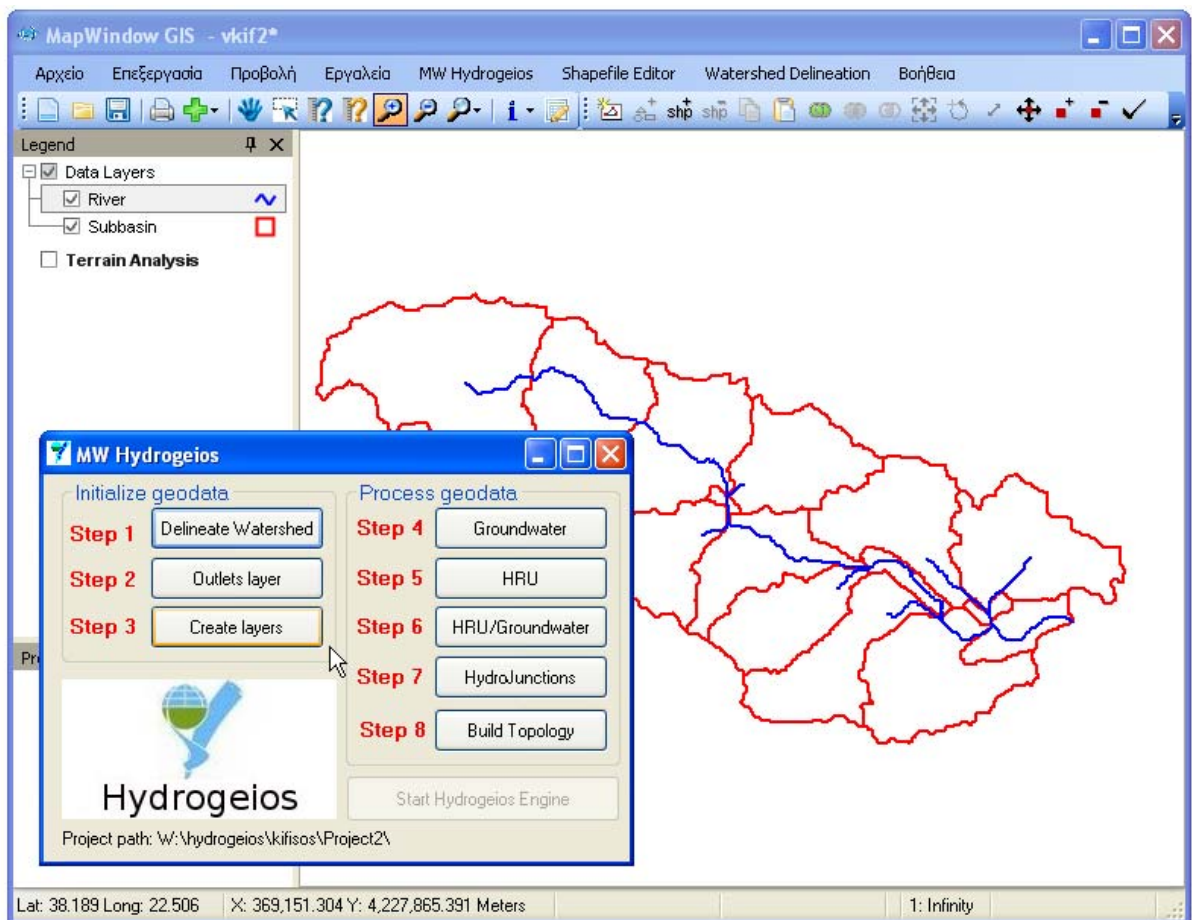 MapWindow GIS - vkif2*
Αρχείο Επεξεργασία Προβολή Εργαλεία MW Hydrogeios Shapefile Editor Watershed Delineation Βοήθεια
shp shp
Legend
Data Layers
River
Subbasin
Terrain Analysis
MW Hydrogeios
Initialize geodata
Step 1 Delineate Watershed
Step 2 Outlets layer
Step 3 Create layers
Process geodata
Step 4 Groundwater
Step 5 HRU
Step 6 HRU/Groundwater
Step 7 HydroJunctions
Step 8 Build Topology
Hydrogeios
Start Hydrogeios Engine
Project path: W:\hydrogeios\kifisos\Project2\
Lat: 38.189 Long: 22.506 X: 369,151.304 Y: 4,227,865.391 Meters 1: Infinity